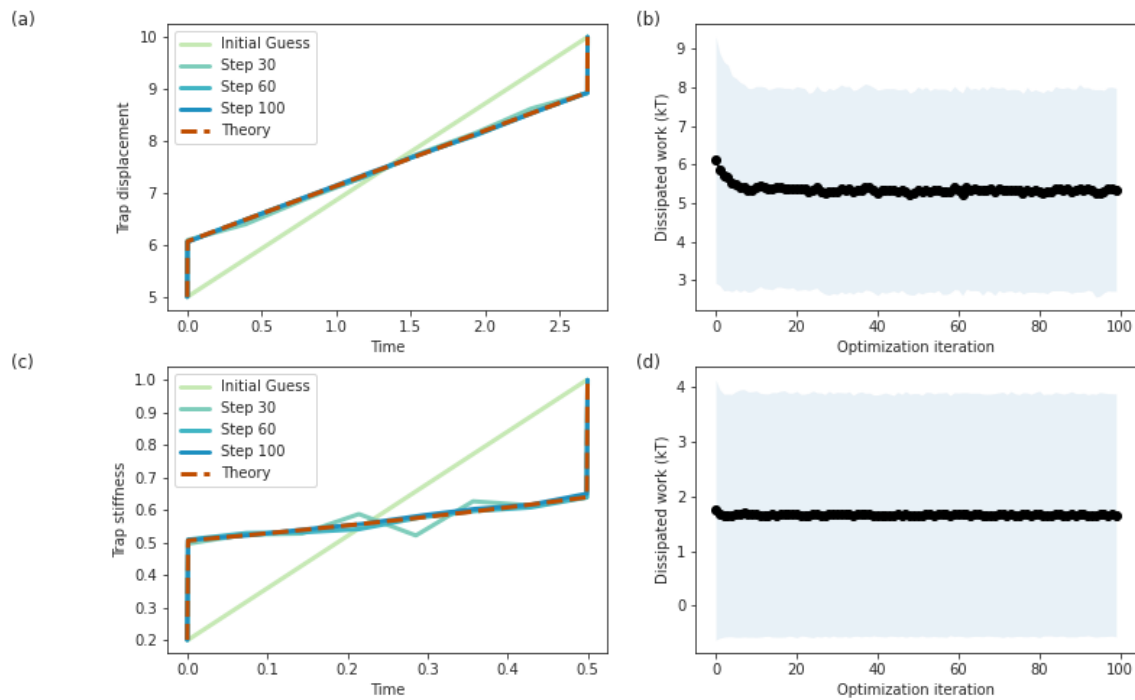 (a)
10
9
8
7
6
5
Trap displacement
Initial Guess
Step 30
Step 60
Step 100
Theory
0.0 0.5 1.0 1.5 2.0 2.5
Time
(b)
9
8
7
6
5
4
3
Dissipated work (kT)
0 20 40 60 80 100
Optimization iteration
(c)
1.0
0.9
0.8
0.7
0.6
0.5
0.4
0.3
0.2
Trap stiffness
Initial Guess
Step 30
Step 60
Step 100
Theory
0.0 0.1 0.2 0.3 0.4 0.5
Time
(d)
4
3
2
1
0
Dissipated work (kT)
0 20 40 60 80 100
Optimization iteration